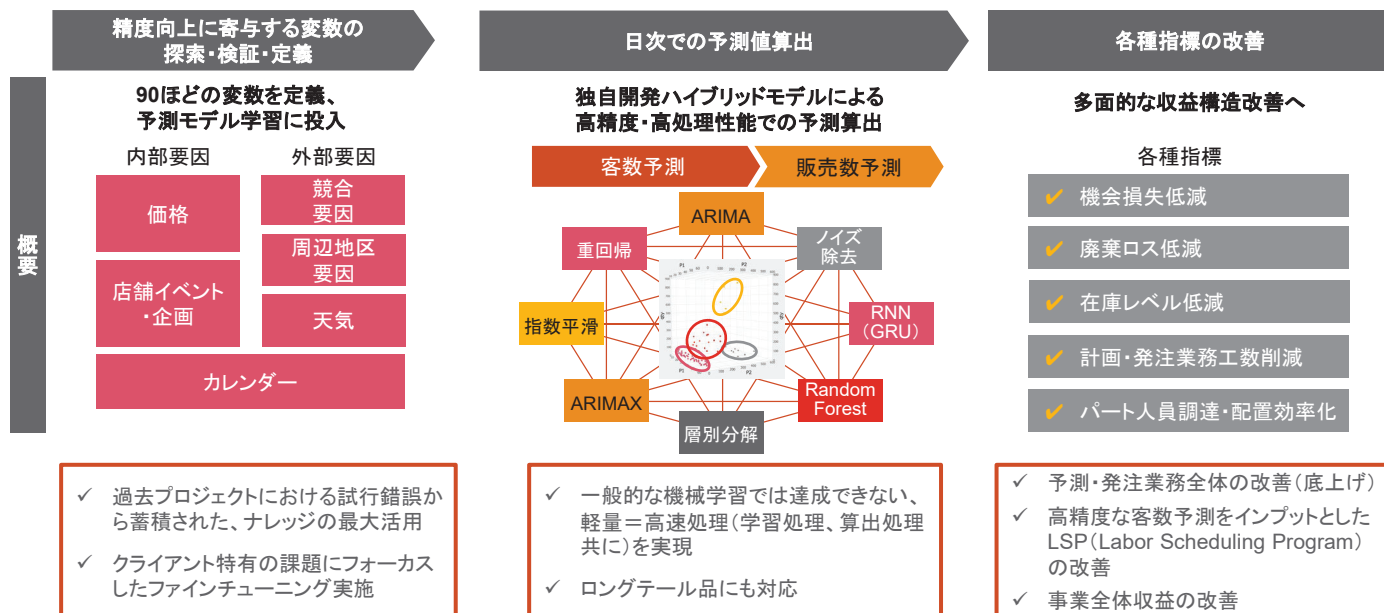 精度向上に寄与する変数の
探索・検証・定義
日次での予測値算出
各種指標の改善
概要
90ほどの変数を定義、
予測モデル学習に投入
内部要因
外部要因
価格
競合
要因
周辺地区
要因
店舗イベント
・企画
天気
カレンダー
独自開発ハイブリッドモデルによる
高精度・高処理性能での予測算出
客数予測
販売数予測
ARIMA
重回帰
ノイズ
除去
指数平滑
RNN
(GRU)
ARIMAX
Random
Forest
層別分解
多面的な収益構造改善へ
各種指標
✔ 機会損失低減
✔ 廃棄ロス低減
✔ 在庫レベル低減
✔ 計画・発注業務工数削減
✔ パート人員調達・配置効率化
✓ 過去プロジェクトにおける試行錯誤か
ら蓄積された、ナレッジの最大活用
✓ クライアント特有の課題にフォーカス
したファインチューニング実施
✓ 一般的な機械学習では達成できない、
軽量＝高速処理(学習処理、算出処理
共に)を実現
✓ ロングテール品にも対応
✓ 予測・発注業務全体の改善(底上げ)
✓ 高精度な客数予測をインプットとした
LSP(Labor Scheduling Program)
の改善
✓ 事業全体収益の改善